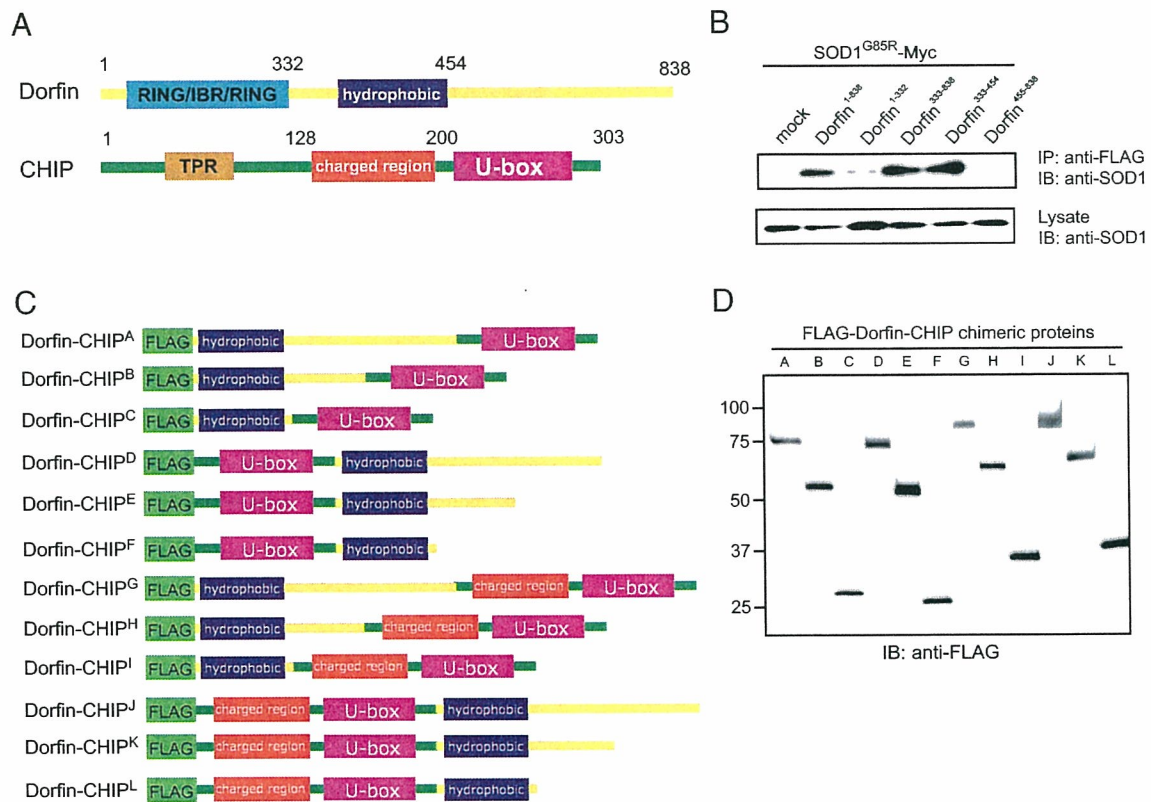 A
1 332 454 838
Dorfin RING/IBR/RING hydrophobic
1 128 200 303
CHIP TPR charged region U-box
B
SOD1G85R-Myc
mock Dorfin1-838 Dorfin1-332 Dorfin333-838 Dorfin333-454 Dorfin455-838
IP: anti-FLAG
IB: anti-SOD1
Lysate
IB: anti-SOD1
C
Dorfin-CHIPA FLAG hydrophobic U-box
Dorfin-CHIPB FLAG hydrophobic U-box
Dorfin-CHIPC FLAG hydrophobic U-box
Dorfin-CHIPD FLAG U-box hydrophobic
Dorfin-CHIPE FLAG U-box hydrophobic
Dorfin-CHIPF FLAG U-box hydrophobic
Dorfin-CHIPG FLAG hydrophobic charged region U-box
Dorfin-CHIPH FLAG hydrophobic charged region U-box
Dorfin-CHIPI FLAG hydrophobic charged region U-box
Dorfin-CHIPJ FLAG charged region U-box hydrophobic
Dorfin-CHIPK FLAG charged region U-box hydrophobic
Dorfin-CHIPL FLAG charged region U-box hydrophobic
D
FLAG-Dorfin-CHIP chimeric proteins
A B C D E F G H I J K L
100
75
50
37
25
IB: anti-FLAG